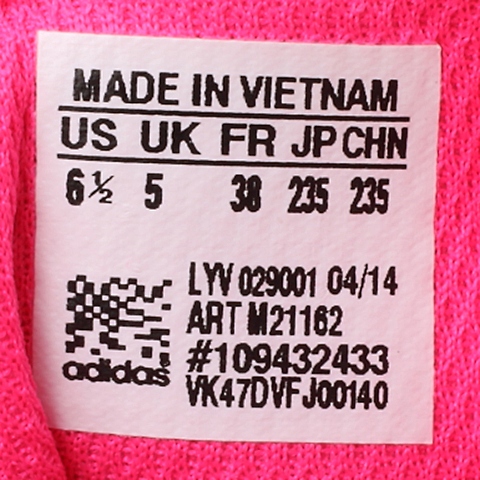 MADE IN VIETNAM
US UK FR JP CHN
6½ 5 38 235 235
LYV 029001 04/14
ART M21162
#109432433
VK47DVFJ00140
adidas